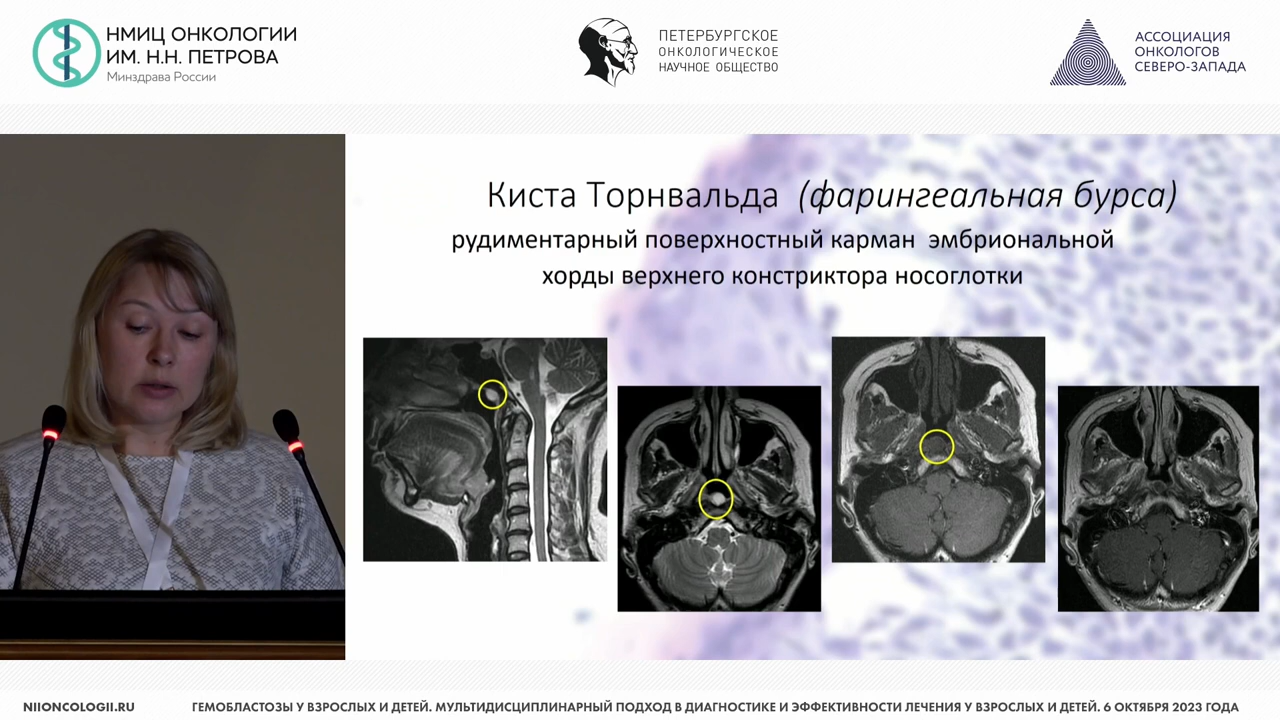 НМИЦ ОНКОЛОГИИ
ИМ. Н.Н. ПЕТРОВА
Минздрава России
ПЕТЕРБУРГСКОЕ
ОНКОЛОГИЧЕСКОЕ
НАУЧНОЕ ОБЩЕСТВО
АССОЦИАЦИЯ
ОНКОЛОГОВ
СЕВЕРО-ЗАПАДА
Киста Торнвальда (фарингеальная бурса)
рудиментарный поверхностный карман эмбриональной
хорды верхнего констриктора носоглотки
NIIONCOLOGII.RU
ГЕМОБЛАСТОЗЫ У ВЗРОСЛЫХ И ДЕТЕЙ. МУЛЬТИДИСЦИПЛИНАРНЫЙ ПОДХОД В ДИАГНОСТИКЕ И ЭФФЕКТИВНОСТИ ЛЕЧЕНИЯ У ВЗРОСЛЫХ И ДЕТЕЙ. 6 ОКТЯБРЯ 2023 ГОДА